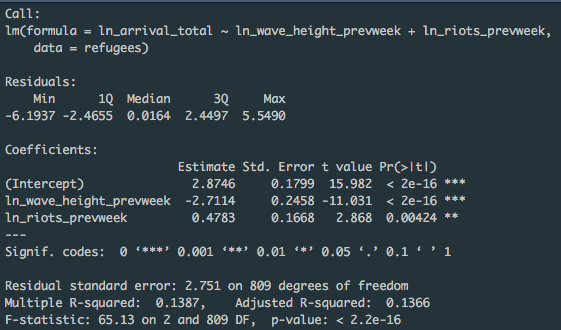 Call:
lm(formula = ln_arrival_total ~ ln_wave_height_prevweek + ln_riots_prevweek,
    data = refugees)
Residuals:
    Min      1Q  Median      3Q     Max
-6.1937 -2.4655  0.0164  2.4497  5.5490
Coefficients:
                        Estimate Std. Error t value Pr(>|t|)
(Intercept)               2.8746     0.1799  15.982  < 2e-16 ***
ln_wave_height_prevweek  -2.7114     0.2458 -11.031  < 2e-16 ***
ln_riots_prevweek         0.4783     0.1668   2.868  0.00424 **
---
Signif. codes:  0 ‘***’ 0.001 ‘**’ 0.01 ‘*’ 0.05 ‘.’ 0.1 ‘ ’ 1
Residual standard error: 2.751 on 809 degrees of freedom
Multiple R-squared:  0.1387,    Adjusted R-squared:  0.1366
F-statistic: 65.13 on 2 and 809 DF,  p-value: < 2.2e-16